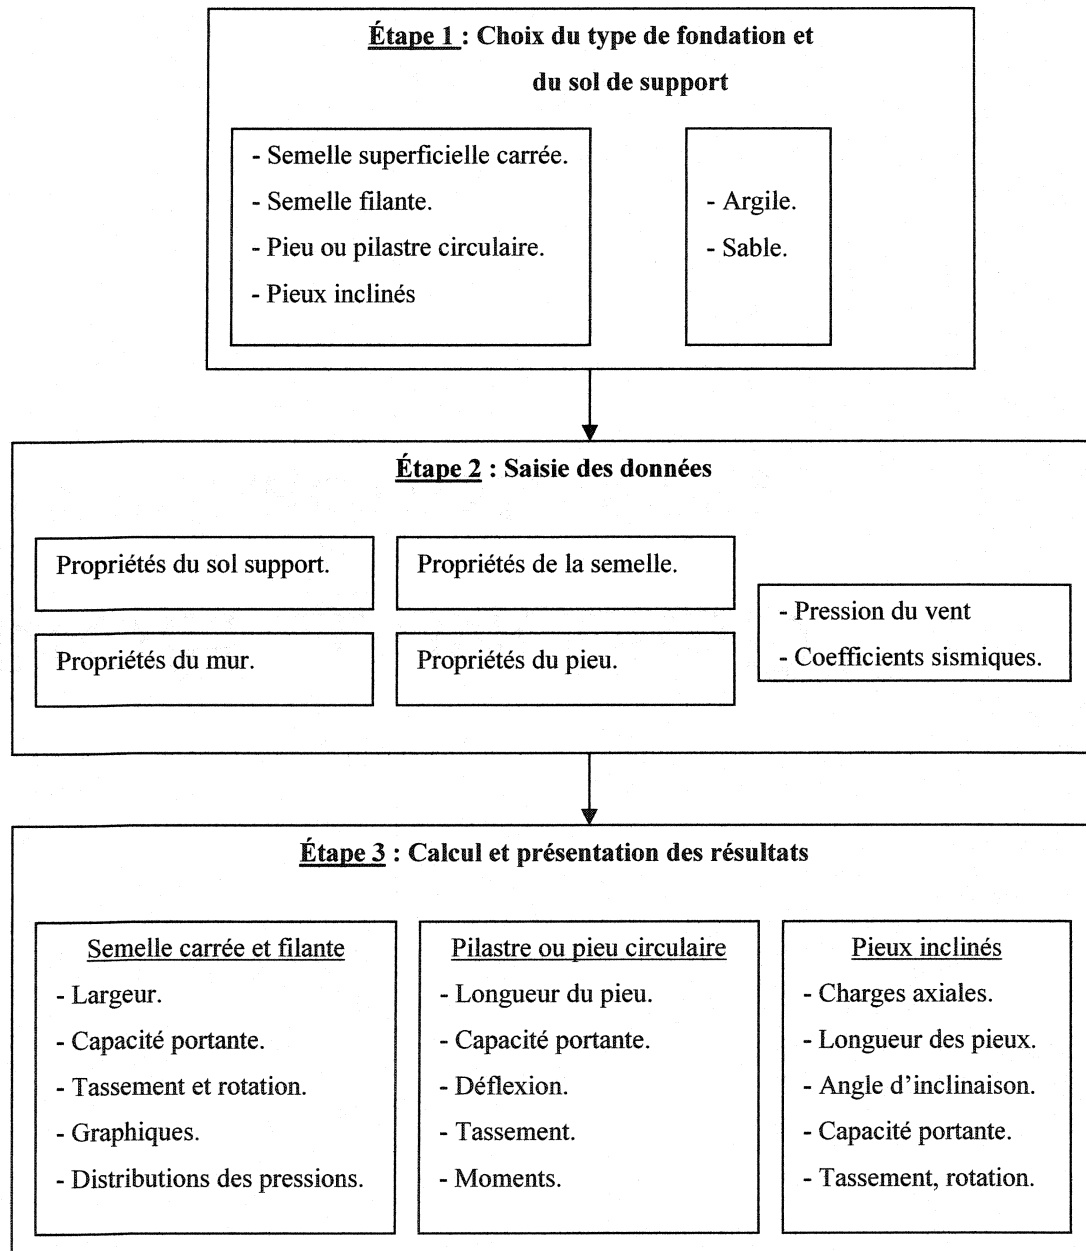 Étape 1 : Choix du type de fondation et
du sol de support
- Semelle superficielle carrée.
- Semelle filante.
- Pieu ou pilastre circulaire.
- Pieux inclinés
- Argile.
- Sable.
Étape 2 : Saisie des données
Propriétés du sol support.
Propriétés de la semelle.
Propriétés du mur.
Propriétés du pieu.
- Pression du vent
- Coefficients sismiques.
Étape 3 : Calcul et présentation des résultats
Semelle carrée et filante
- Largeur.
- Capacité portante.
- Tassement et rotation.
- Graphiques.
- Distributions des pressions.
Pilastre ou pieu circulaire
- Longueur du pieu.
- Capacité portante.
- Déflexion.
- Tassement.
- Moments.
Pieux inclinés
- Charges axiales.
- Longueur des pieux.
- Angle d'inclinaison.
- Capacité portante.
- Tassement, rotation.